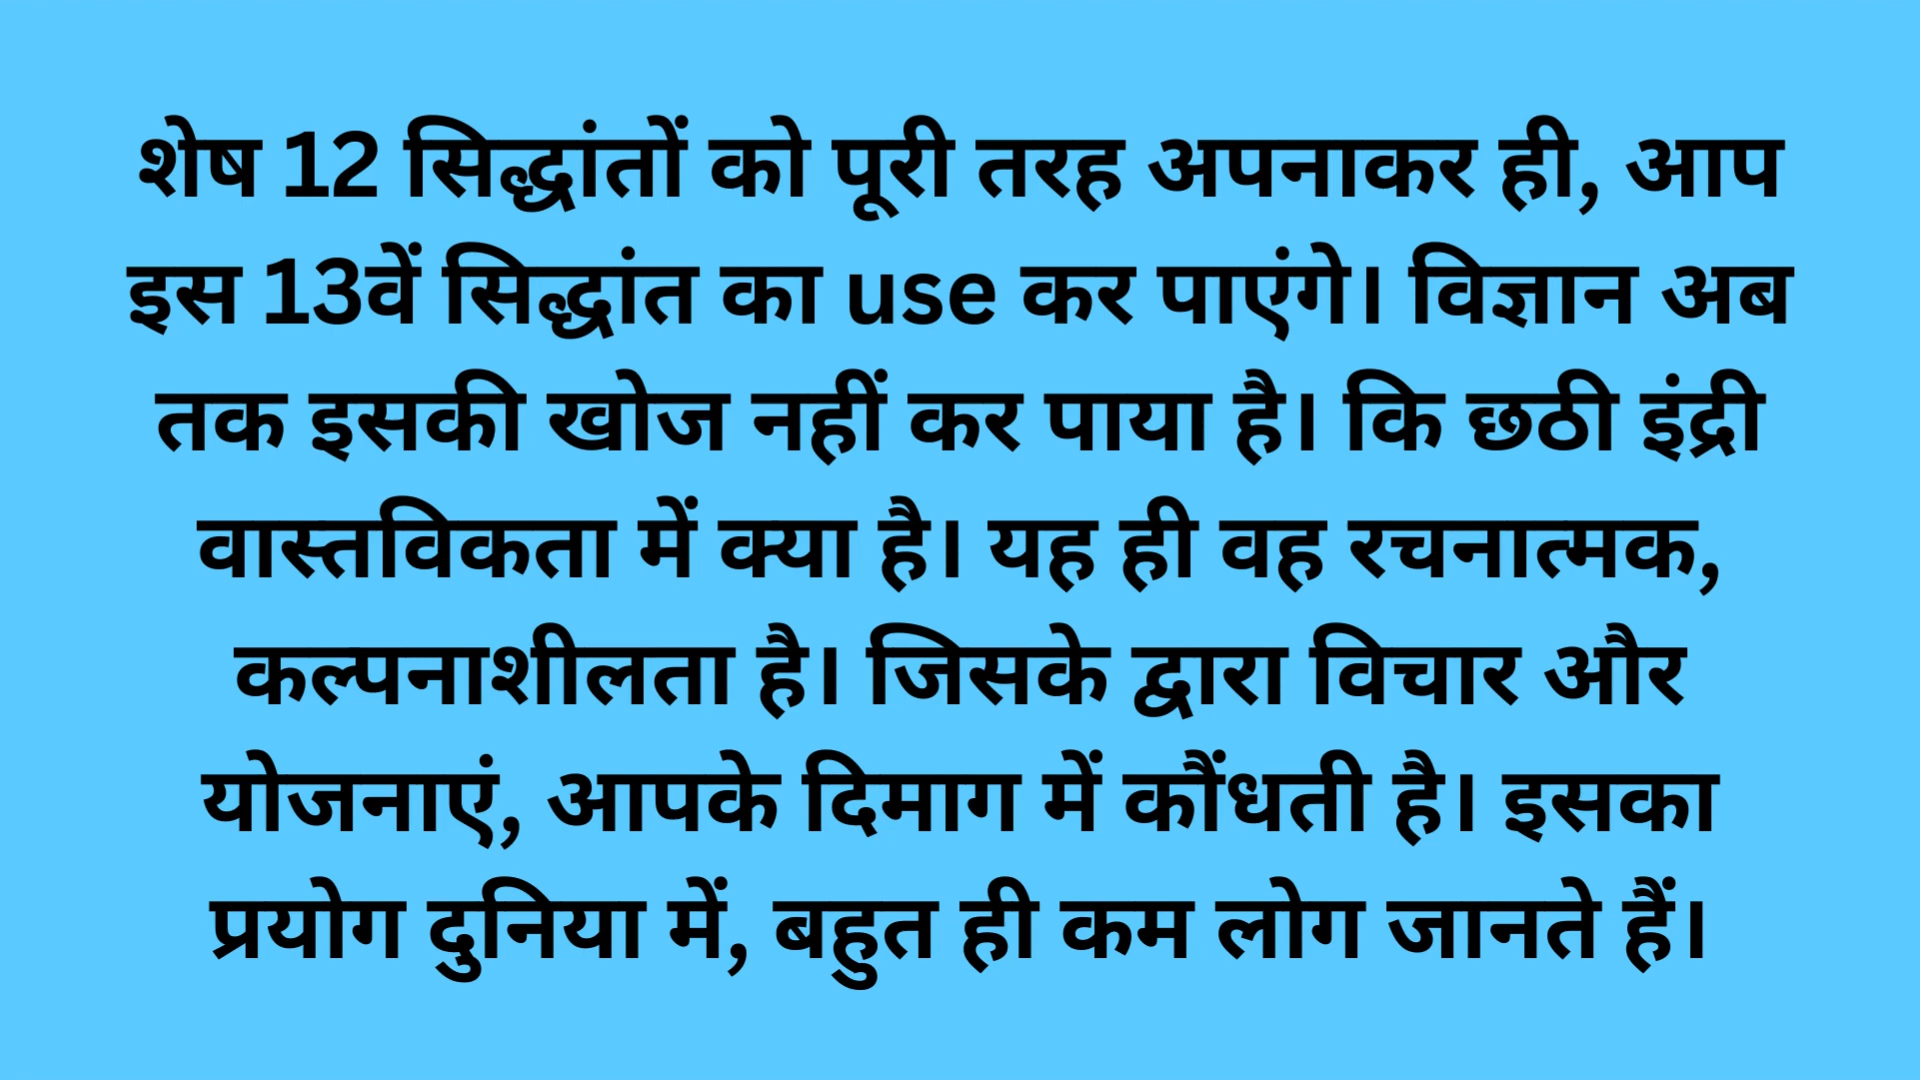 शेष 12 सिद्धांतों को पूरी तरह अपनाकर ही, आप
इस 13वें सिद्धांत का use कर पाएंगे। विज्ञान अब
तक इसकी खोज नहीं कर पाया है। कि छठी इंद्री
वास्तविकता में क्या है। यह ही वह रचनात्मक,
कल्पनाशीलता है। जिसके द्वारा विचार और
योजनाएं, आपके दिमाग में कौंधती है। इसका
प्रयोग दुनिया में, बहुत ही कम लोग जानते हैं।